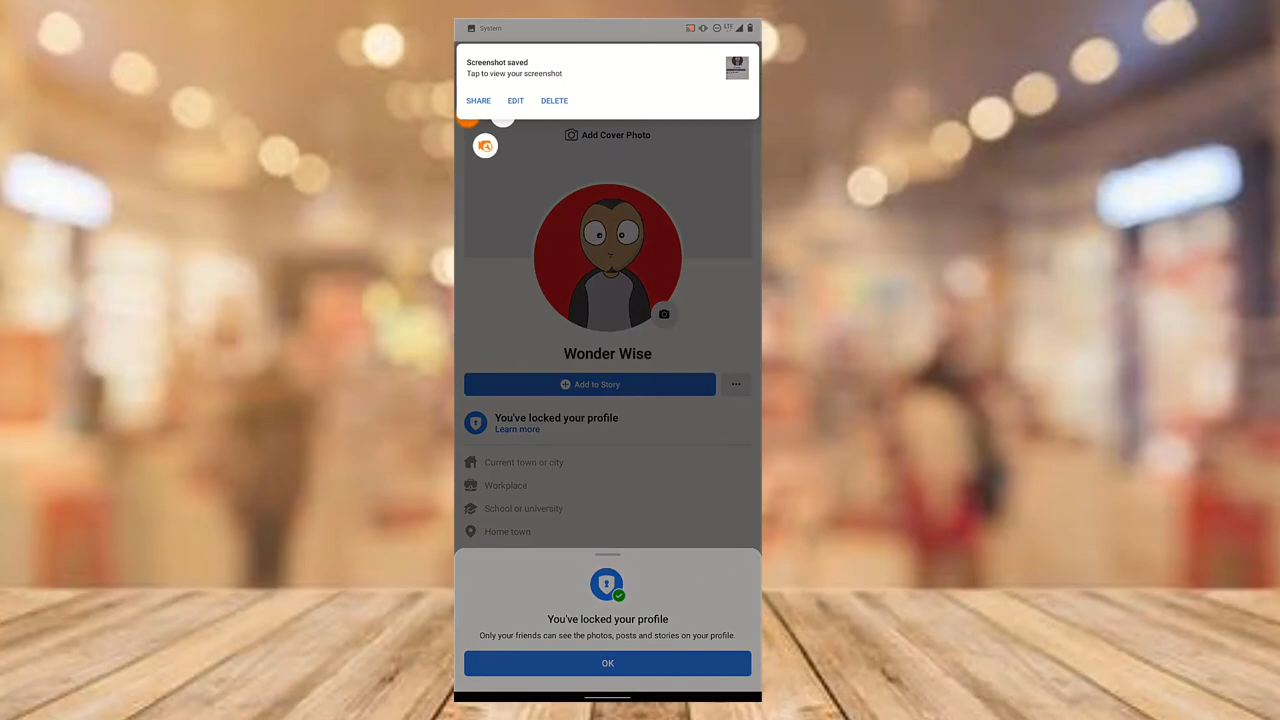 System
LTE
Screenshot saved
Tap to view your screenshot
SHARE EDIT DELETE
Add Cover Photo
Wonder Wise
Add to Story
You've locked your profile
Learn more
Current town or city
Workplace
School or university
Home town
You've locked your profile
Only your friends can see the photos, posts and stories on your profile.
OK